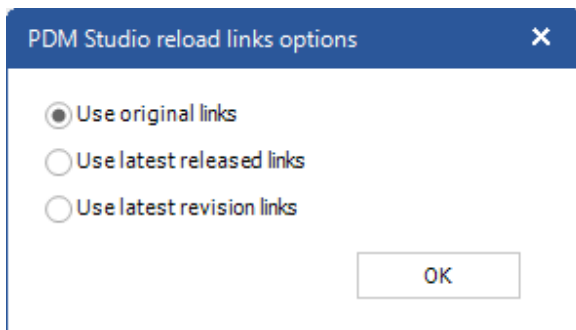 PDM Studio reload links options
Use original links
Use latest released links
Use latest revision links
OK